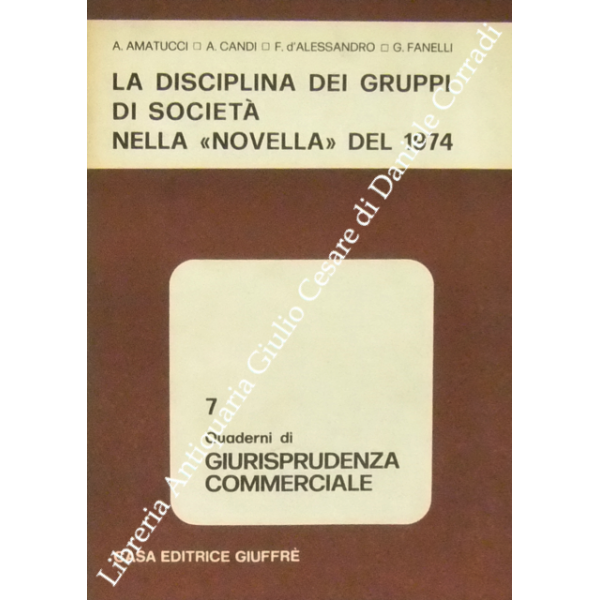 A. AMATUCCI □ A. CANDI □ F. d'ALESSANDRO □ G. FANELLI
LA DISCIPLINA DEI GRUPPI
DI SOCIETÀ
NELLA «NOVELLA» DEL 1974
7
Quaderni di
GIURISPRUDENZA
COMMERCIALE
CASA EDITRICE GIUFFRÈ
Libreria Antiquaria Giulio Cesare di Daniele Corradi